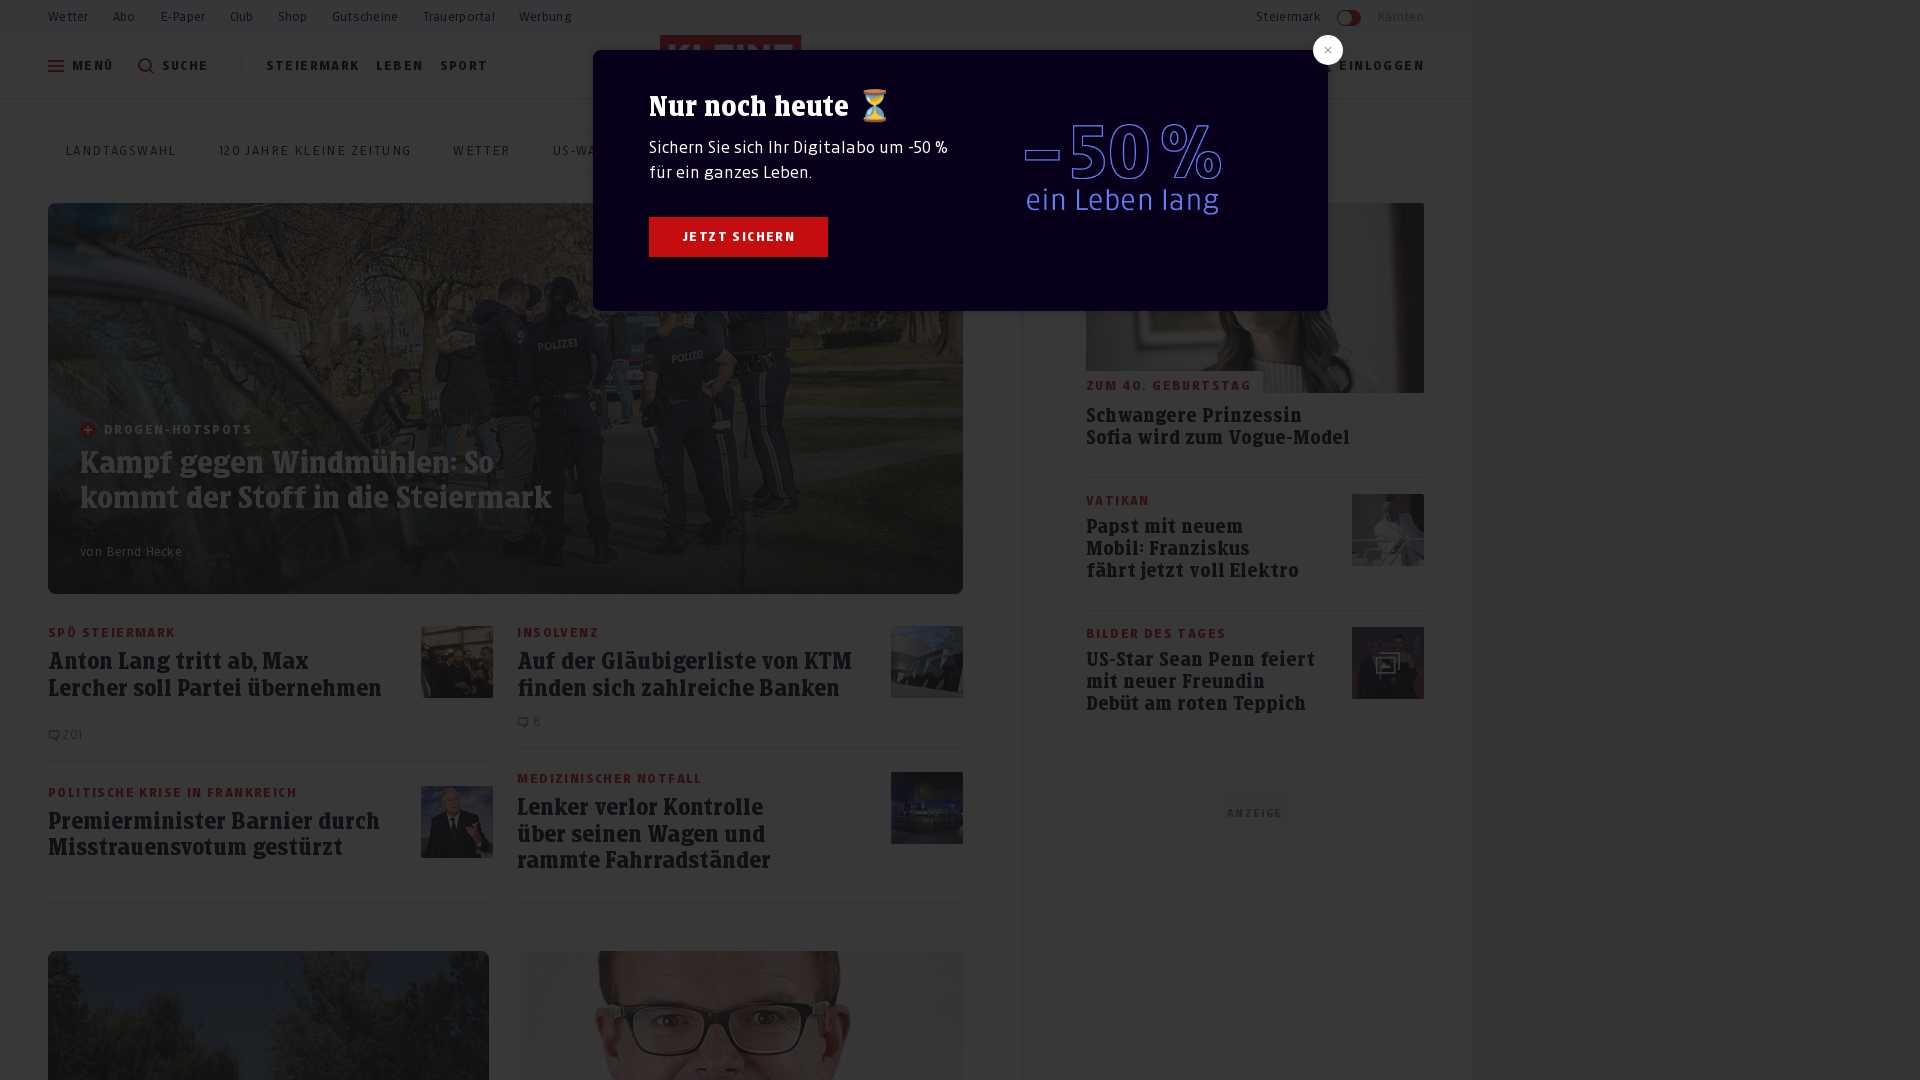 Wetter Abo E-Paper Club Shop Gutscheine Trauerportal Werbung Steiermark Kärnten
MENÜ SUCHE STEIERMARK LEBEN SPORT EINLOGGEN
Nur noch heute ⏳
Sichern Sie sich Ihr Digitalabo um -50 %
für ein ganzes Leben.
JETZT SICHERN
–50 %
ein Leben lang
LANDTAGSWAHL 120 JAHRE KLEINE ZEITUNG WETTER
DROGEN-HOTSPOTS
Kampf gegen Windmühlen: So
kommt der Stoff in die Steiermark
von Bernd Hecke
POLIZEI
POLIZEI
SPÖ STEIERMARK
Anton Lang tritt ab, Max
Lercher soll Partei übernehmen
201
POLITISCHE KRISE IN FRANKREICH
Premierminister Barnier durch
Misstrauensvotum gestürzt
INSOLVENZ
Auf der Gläubigerliste von KTM
finden sich zahlreiche Banken
MEDIZINISCHER NOTFALL
Lenker verlor Kontrolle
über seinen Wagen und
rammte Fahrradständer
ZUM 40. GEBURTSTAG
Schwangere Prinzessin
Sofia wird zum Vogue-Model
VATIKAN
Papst mit neuem
Mobil: Franziskus
fährt jetzt voll Elektro
BILDER DES TAGES
US-Star Sean Penn feiert
mit neuer Freundin
Debüt am roten Teppich
ANZEIGE